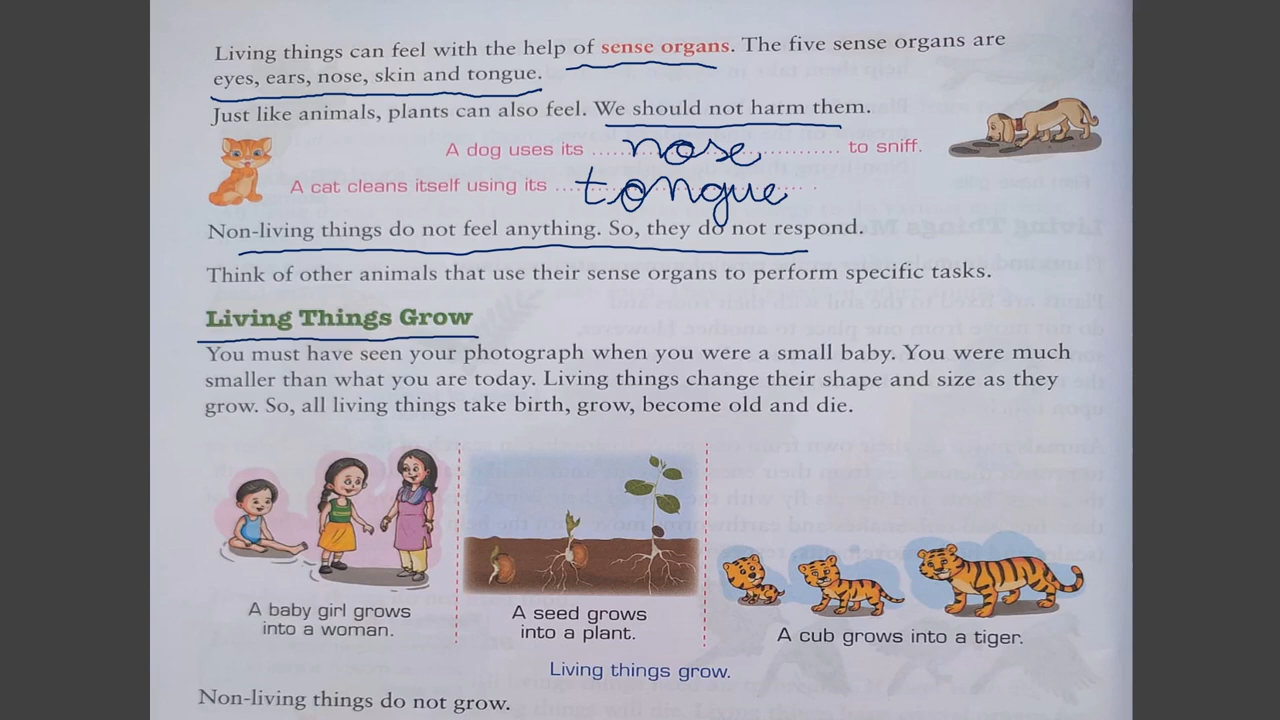 Living things can feel with the help of sense organs. The five sense organs are
eyes, ears, nose, skin and tongue.
Just like animals, plants can also feel. We should not harm them.
A dog uses its .......... nose .......... to sniff.
A cat cleans itself using its .......... tongue .......... .
Non-living things do not feel anything. So, they do not respond.
Think of other animals that use their sense organs to perform specific tasks.
Living Things Grow
You must have seen your photograph when you were a small baby. You were much
smaller than what you are today. Living things change their shape and size as they
grow. So, all living things take birth, grow, become old and die.
A baby girl grows
into a woman.
A seed grows
into a plant.
A cub grows into a tiger.
Living things grow.
Non-living things do not grow.